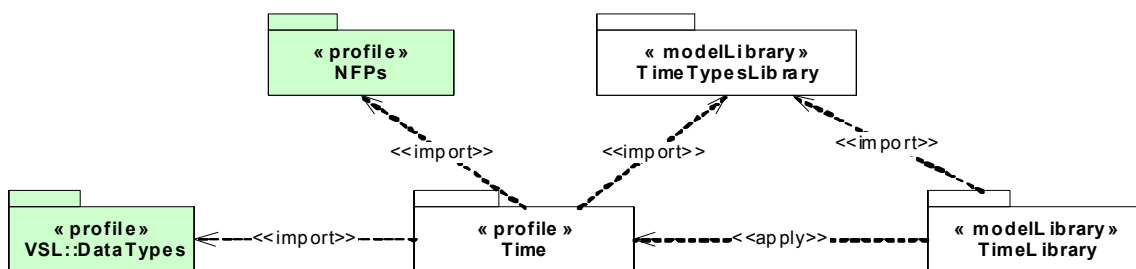 « profile »
NFPs
« modelLibrary »
TimeTypesLibrary
<<import>>
<<import>>
<<import>>
« profile »
VSL::DataTypes
<<import>>
« profile »
Time
<<apply>>
« modelLibrary »
TimeLibrary